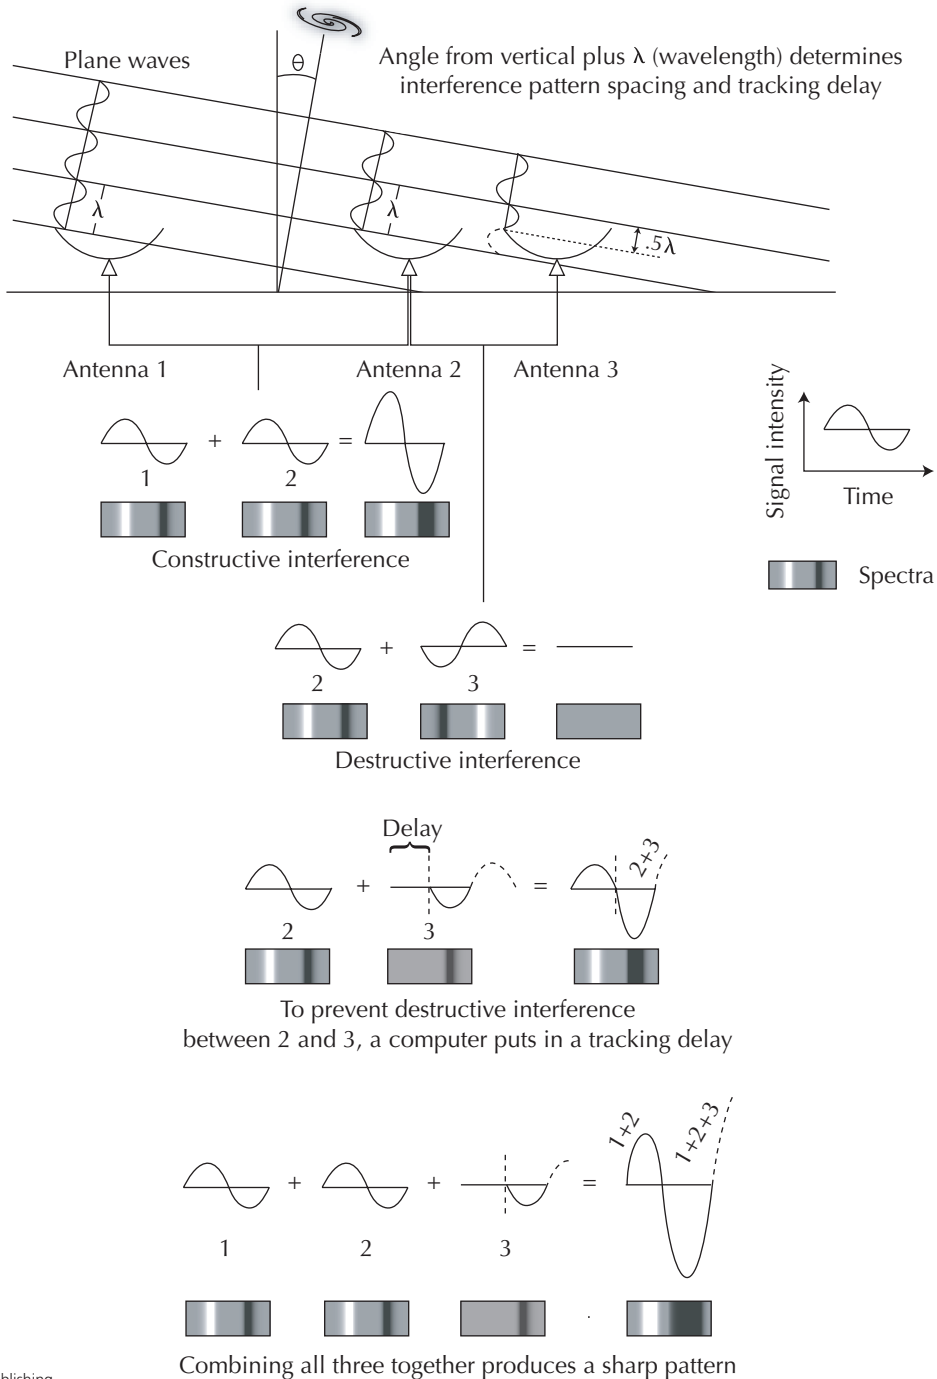 Plane waves
θ
Angle from vertical plus λ (wavelength) determines
interference pattern spacing and tracking delay
λ
λ
.5λ
Antenna 1
Antenna 2
Antenna 3
+
=
1
2
Constructive interference
Signal intensity
Time
Spectra
+
=
2
3
Destructive interference
Delay
+
=
2+3
2
3
To prevent destructive interference
between 2 and 3, a computer puts in a tracking delay
+
+
=
1+2
1+2+3
1
2
3
Combining all three together produces a sharp pattern
blishing